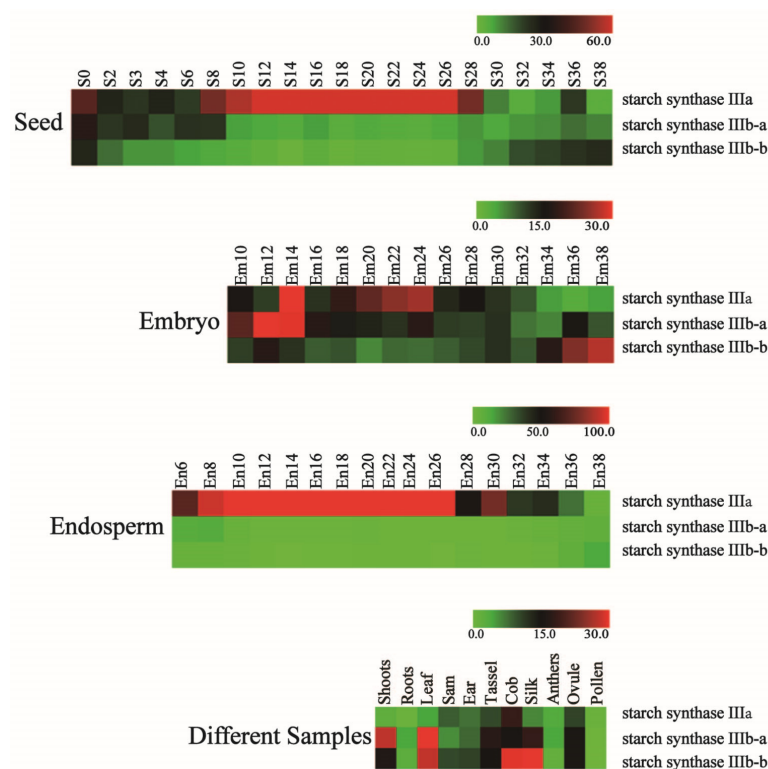 0.0 30.0 60.0
S0 S2 S3 S4 S6 S8 S10 S12 S14 S16 S18 S20 S22 S24 S26 S28 S30 S32 S34 S36 S38
starch synthase IIIa
Seed
starch synthase IIIb-a
starch synthase IIIb-b
0.0 15.0 30.0
Em10 Em12 Em14 Em16 Em18 Em20 Em22 Em24 Em26 Em28 Em30 Em32 Em34 Em36 Em38
starch synthase IIIa
Embryo
starch synthase IIIb-a
starch synthase IIIb-b
0.0 50.0 100.0
En6 En8 En10 En12 En14 En16 En18 En20 En22 En24 En26 En28 En30 En32 En34 En36 En38
starch synthase IIIa
Endosperm
starch synthase IIIb-a
starch synthase IIIb-b
0.0 15.0 30.0
Shoots Roots Leaf Sam Ear Tassel Cob Silk Anthers Ovule Pollen
starch synthase IIIa
Different Samples
starch synthase IIIb-a
starch synthase IIIb-b